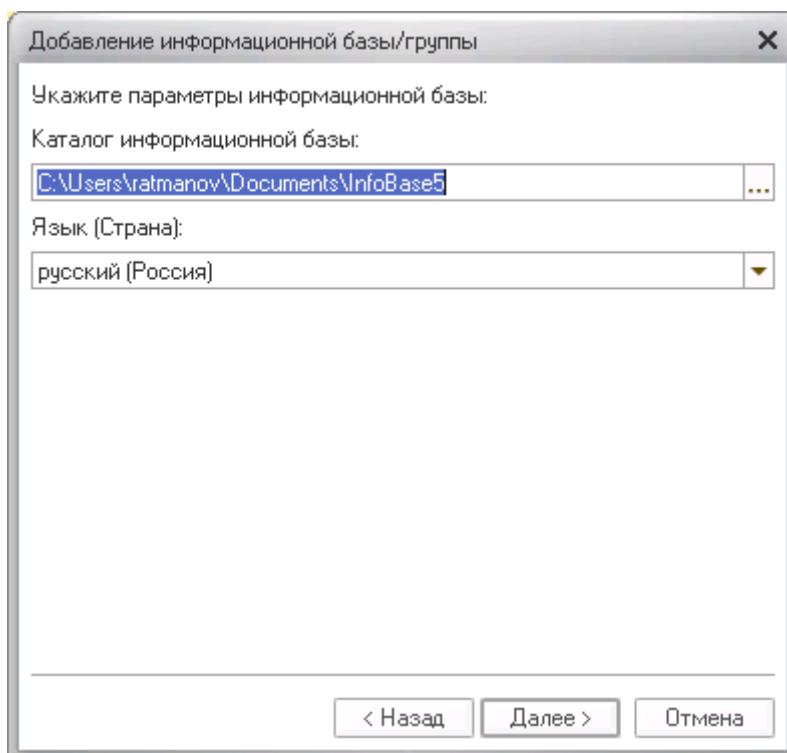 Добавление информационной базы/группы
Укажите параметры информационной базы:
Каталог информационной базы:
C:\Users\ratmanov\Documents\InfoBase5
...
Язык (Страна):
русский (Россия)
< Назад
Далее >
Отмена